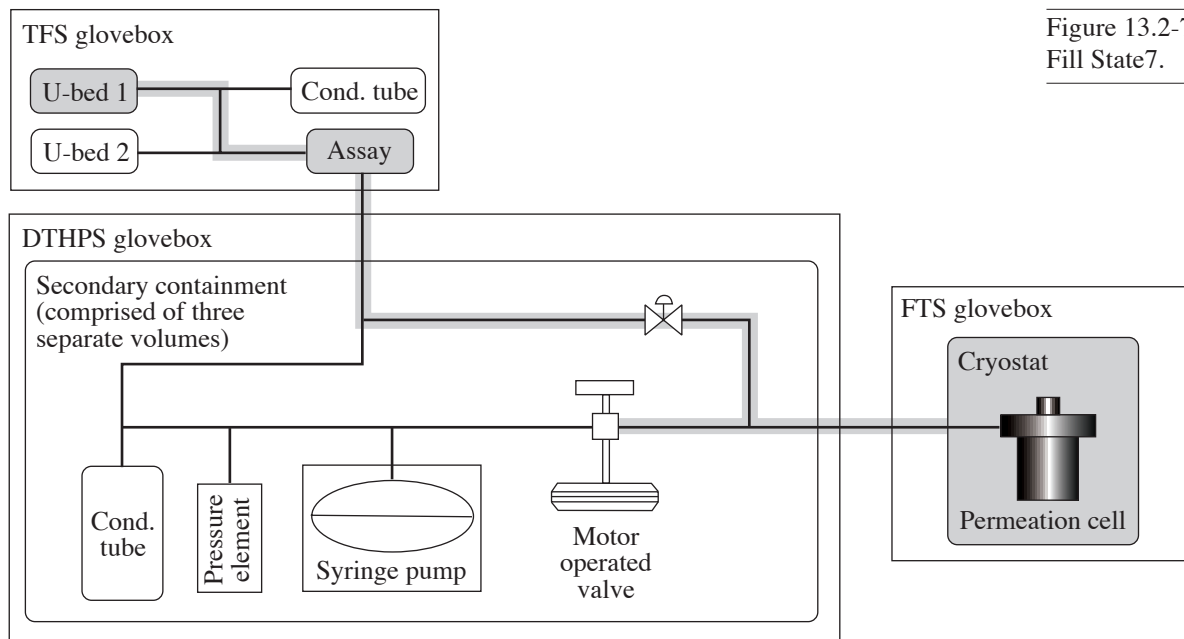 TFS glovebox
Figure 13.2-7
Fill State7.
U-bed 1
Cond. tube
U-bed 2
Assay
DTHPS glovebox
Secondary containment
(comprised of three
separate volumes)
FTS glovebox
Cryostat
Cond.
tube
Pressure
element
Syringe pump
Motor
operated
valve
Permeation cell